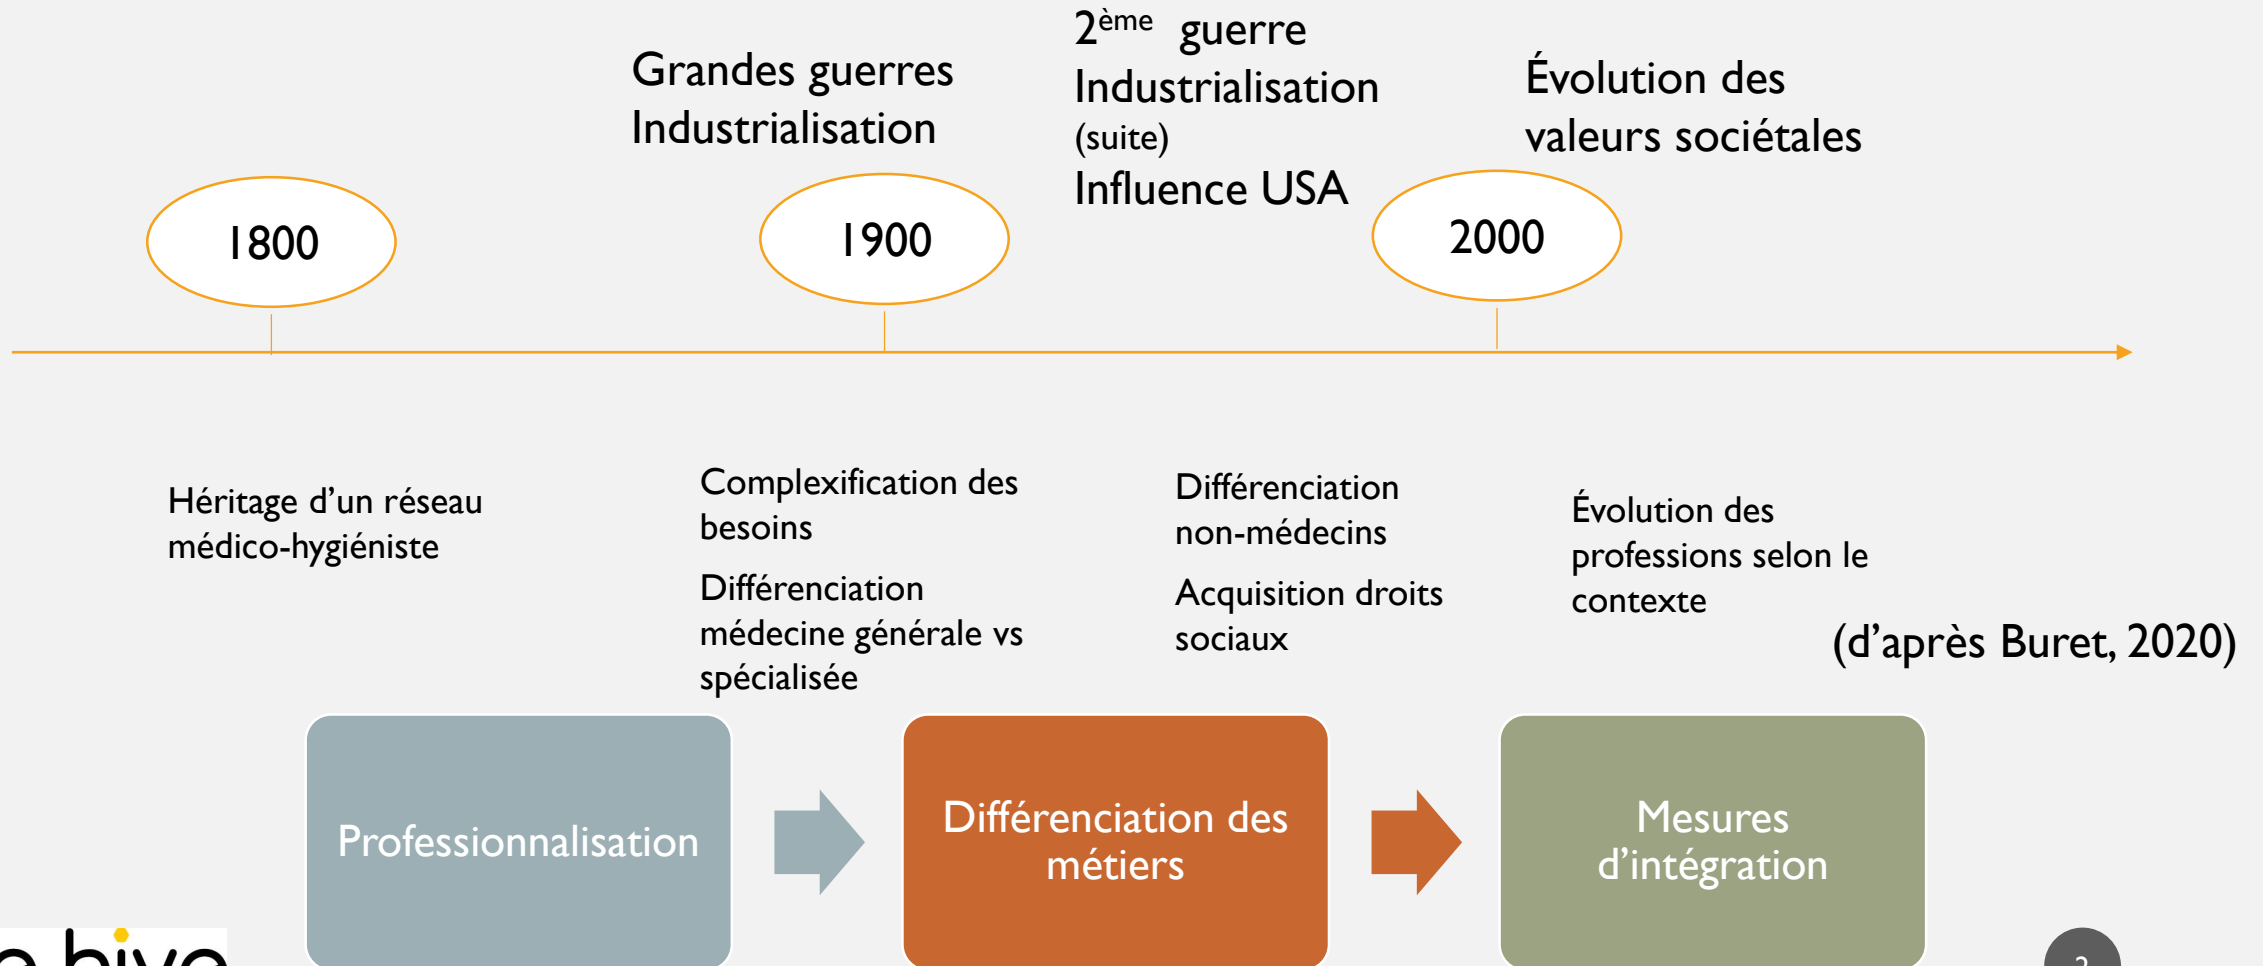 Grandes guerres
Industrialisation
2ème guerre
Industrialisation
(suite)
Influence USA
Évolution des
valeurs sociétales
1800
1900
2000
Héritage d’un réseau
médico-hygiéniste
Complexification des
besoins
Différenciation
médecine générale vs
spécialisée
Différenciation
non-médecins
Acquisition droits
sociaux
Évolution des
professions selon le
contexte
(d’après Buret, 2020)
Professionnalisation
Différenciation des
métiers
Mesures
d’intégration
hive